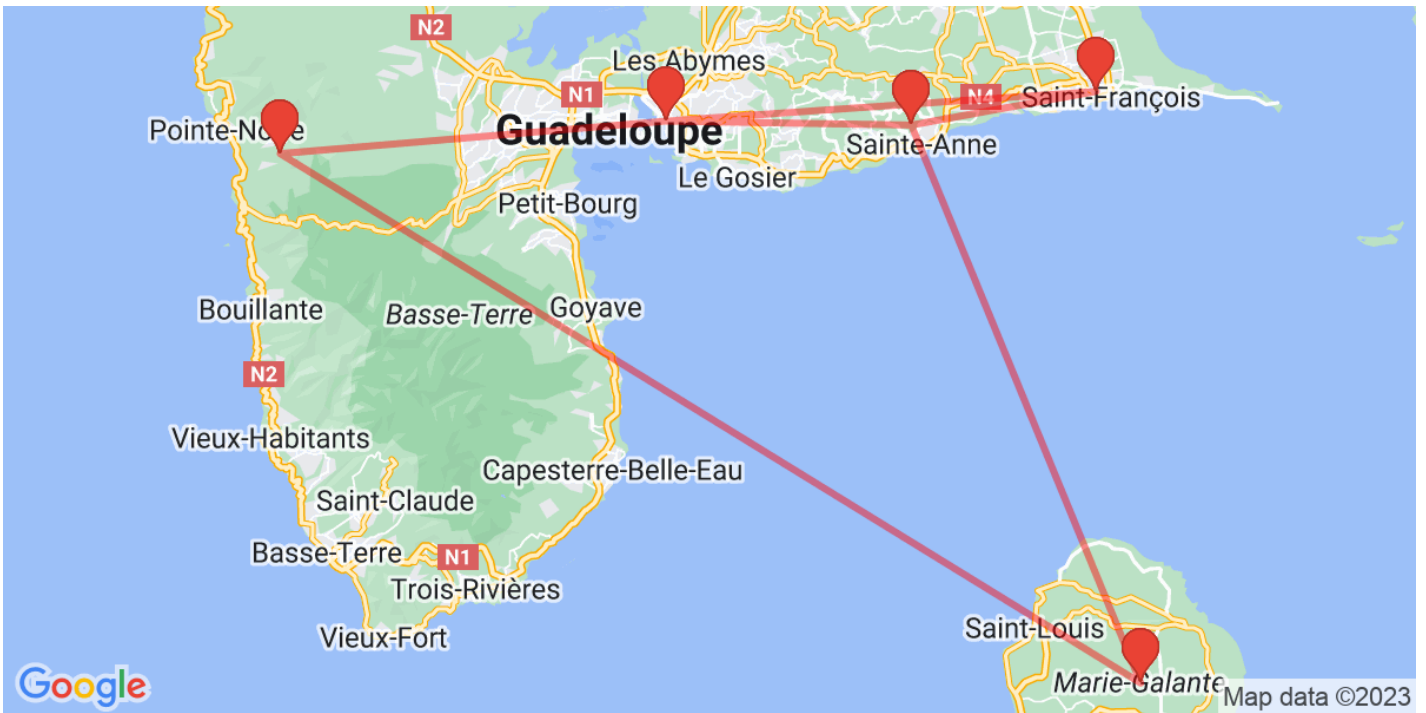 N2
Les Abymes
N1
N4
Saint-François
Pointe-Noire
Guadeloupe
Sainte-Anne
Le Gosier
Petit-Bourg
Bouillante
Basse-Terre
Goyave
N2
Vieux-Habitants
Capesterre-Belle-Eau
Saint-Claude
Basse-Terre
N1
Trois-Rivières
Vieux-Fort
Saint-Louis
Marie-Galante
Google
Map data ©2023